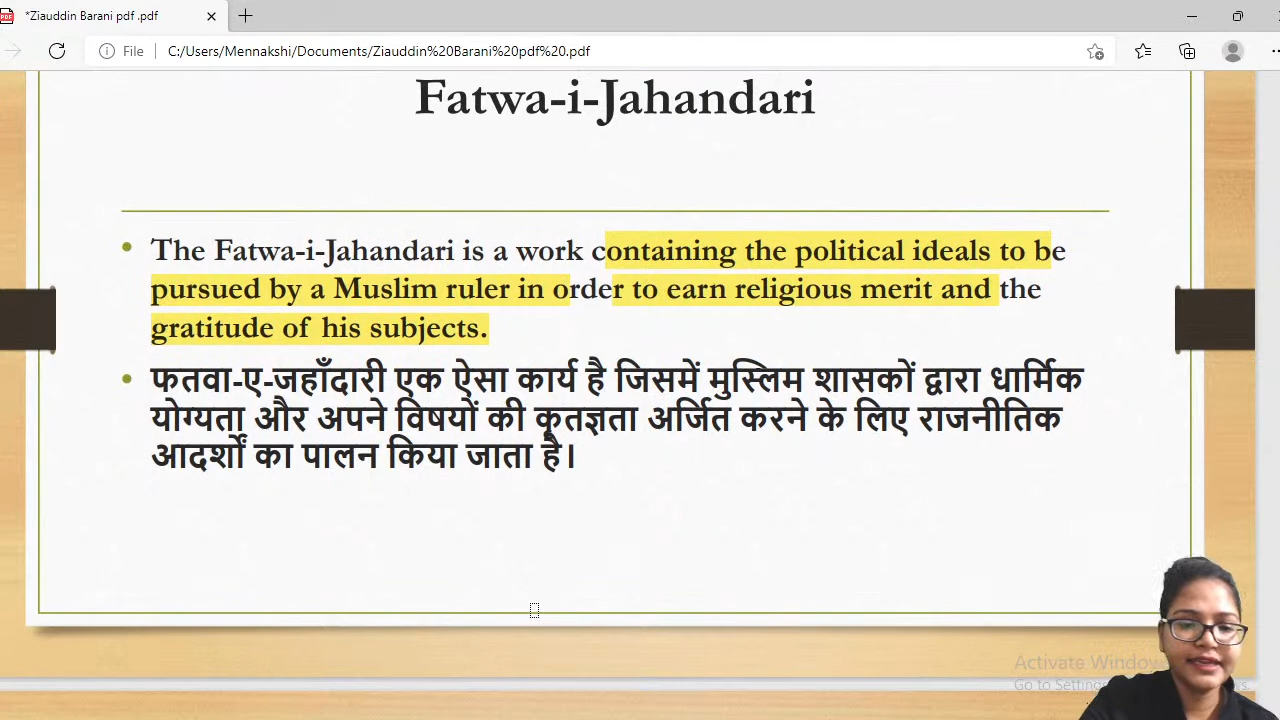 *Ziauddin Barani pdf .pdf
File C:/Users/Mennakshi/Documents/Ziauddin%20Barani%20pdf%20.pdf
Fatwa-i-Jahandari
The Fatwa-i-Jahandari is a work containing the political ideals to be
pursued by a Muslim ruler in order to earn religious merit and the
gratitude of his subjects.
फतवा-ए-जहाँदारी एक ऐसा कार्य है जिसमें मुस्लिम शासकों द्वारा धार्मिक
योग्यता और अपने विषयों की कृतज्ञता अर्जित करने के लिए राजनीतिक
आदर्शों का पालन किया जाता है।
Activate
Go to